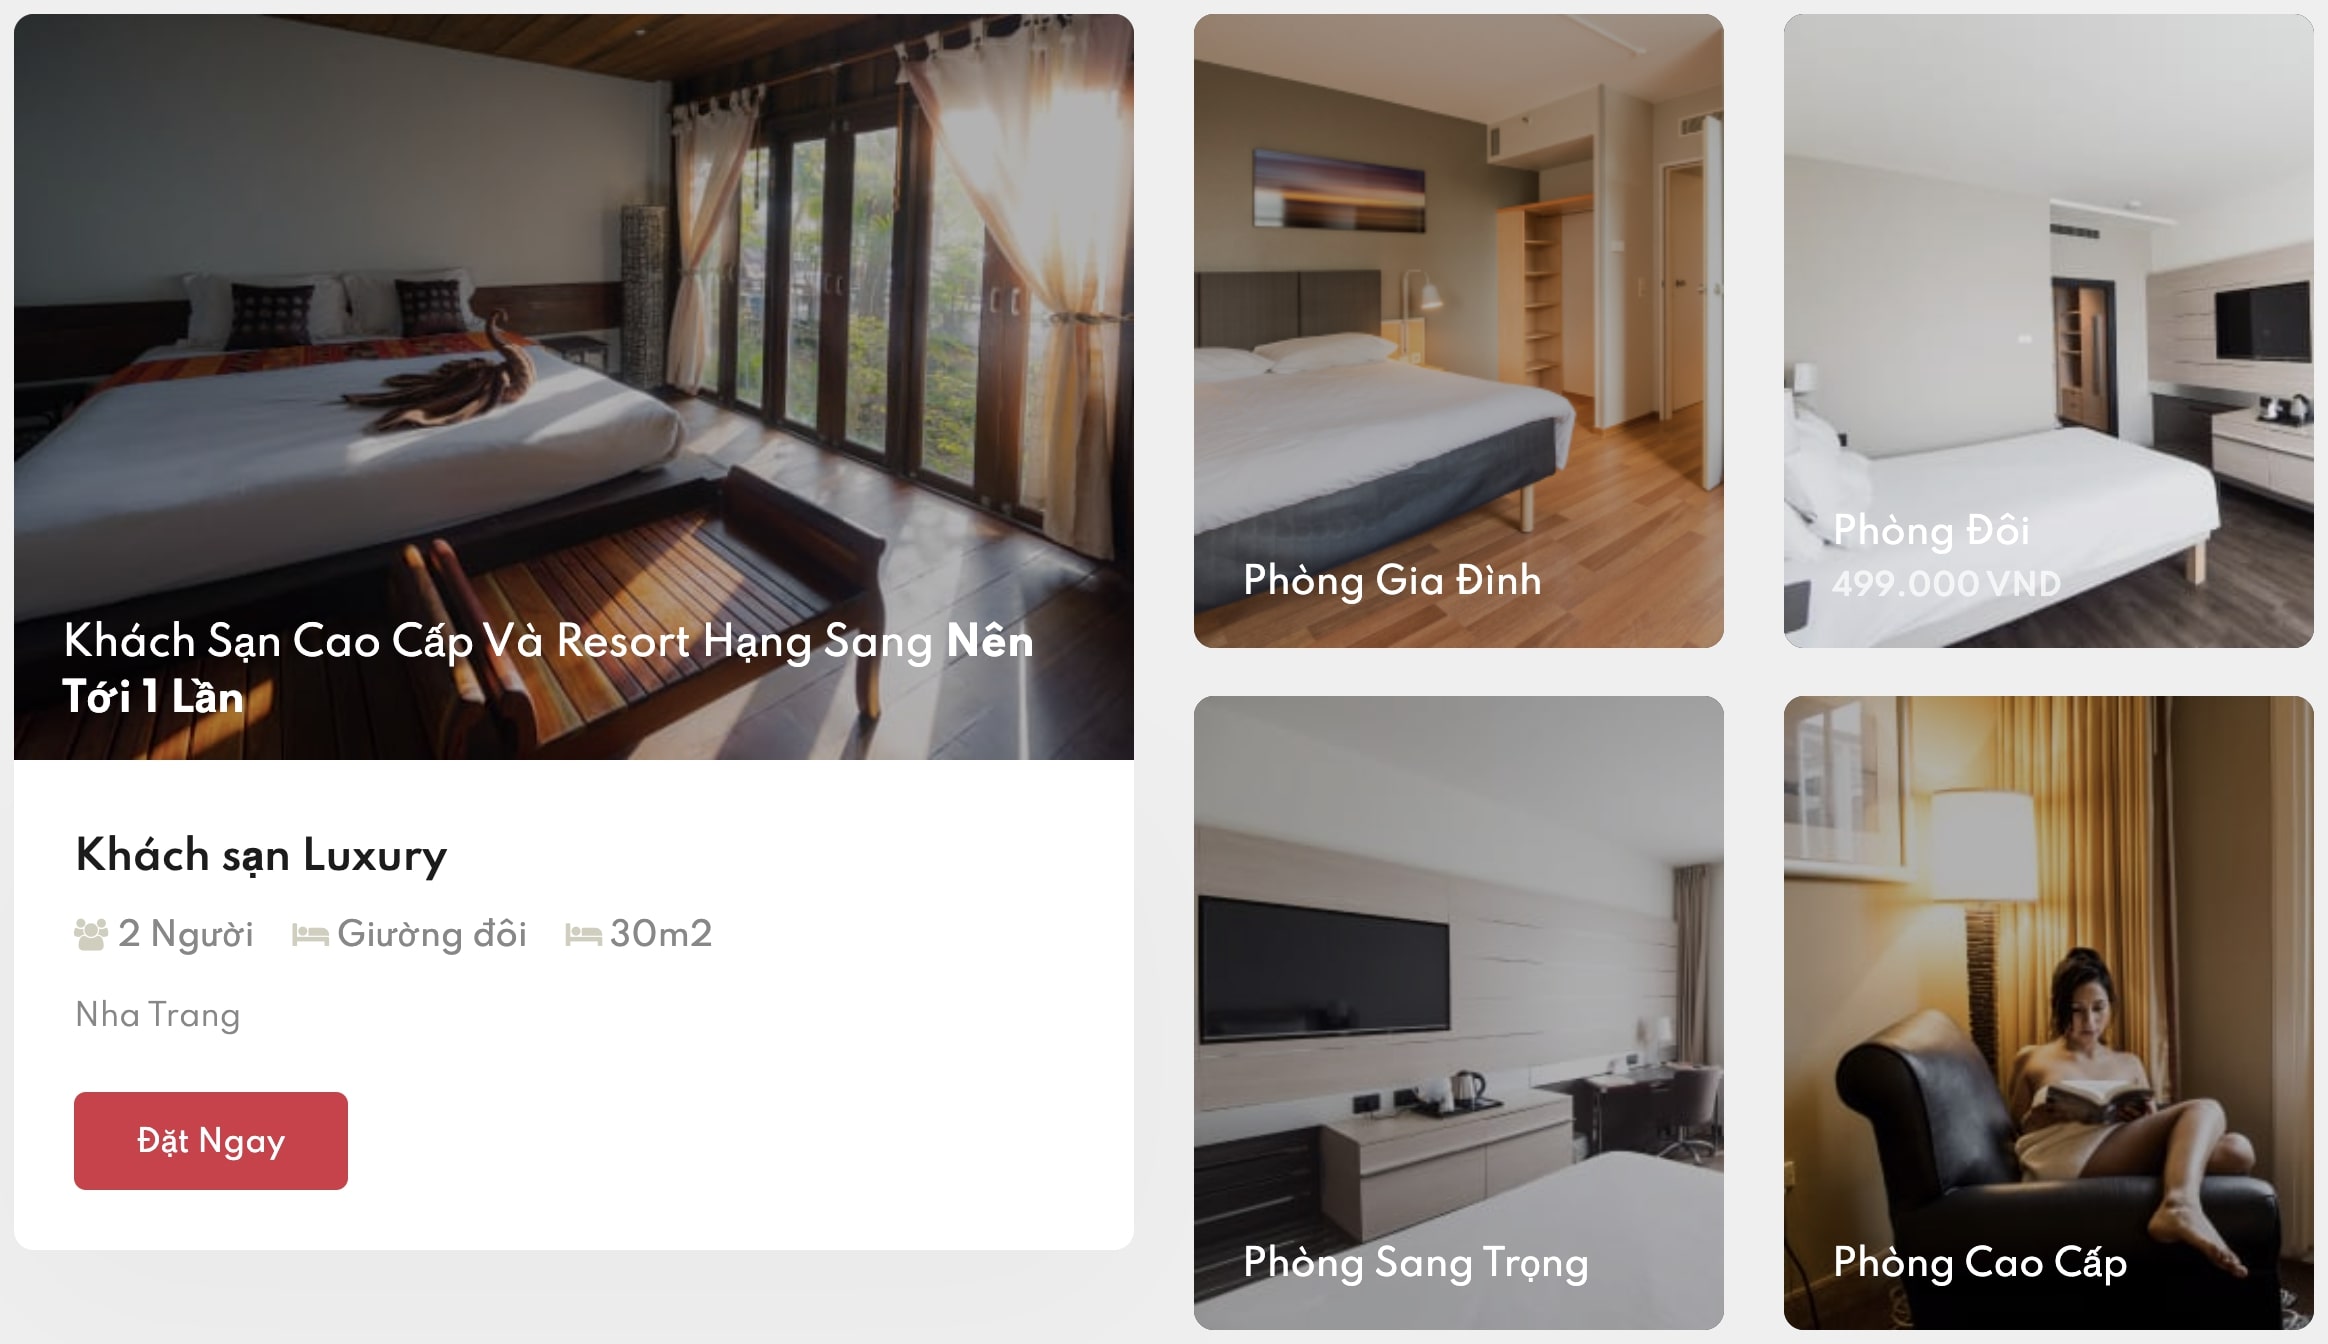 Khách Sạn Cao Cấp Và Resort Hạng Sang Nên
Tới 1 Lần
Khách sạn Luxury
2 Người Giường đôi 30m2
Nha Trang
Đặt Ngay
Phòng Gia Đình
Phòng Đôi
499.000 VND
Phòng Sang Trọng
Phòng Cao Cấp